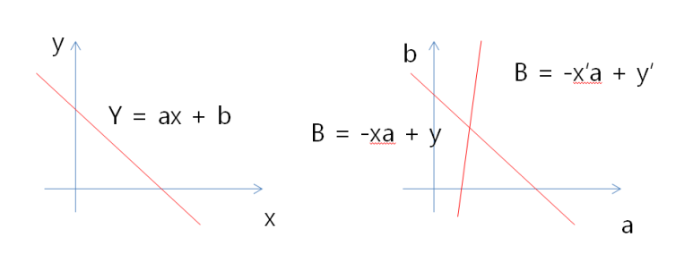 y
Y = ax + b
x
b
B = -x'a + y'
B = -xa + y
a